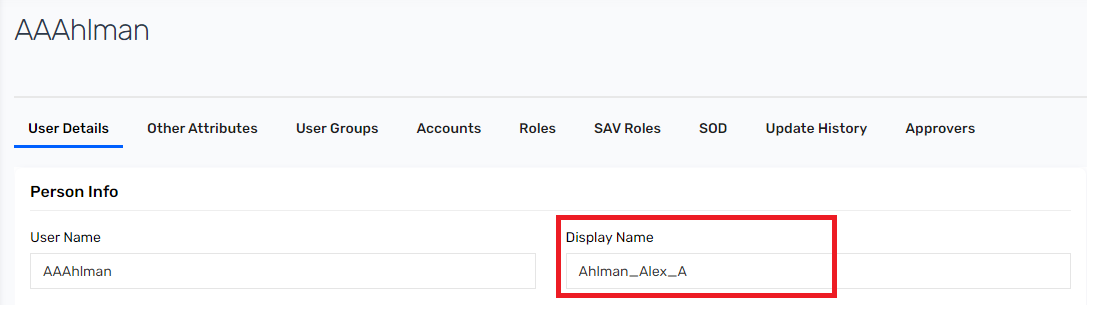 AAAhlman
User Details Other Attributes User Groups Accounts Roles SAV Roles SOD Update History Approvers
Person Info
User Name Display Name
AAAhlman Ahlman_Alex_A